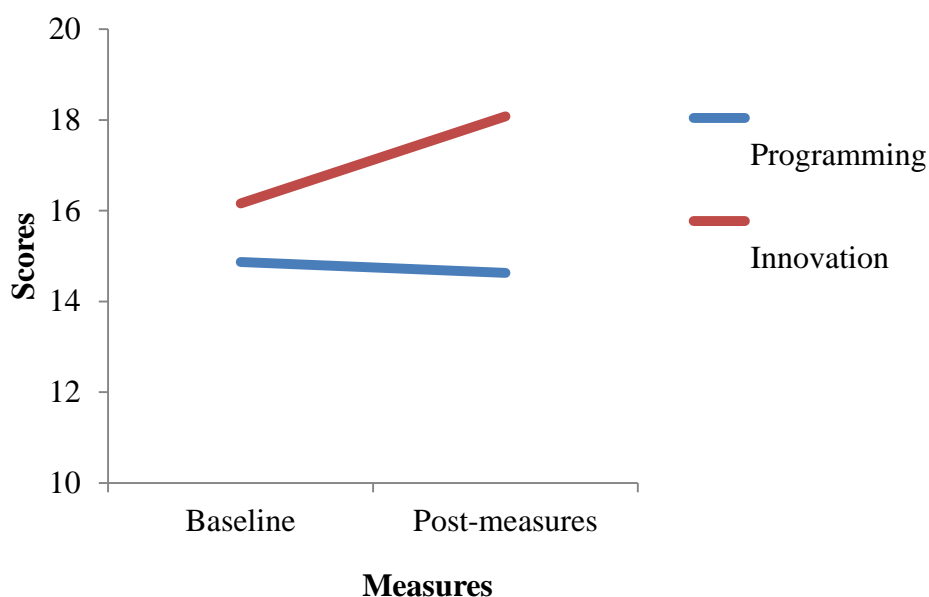 20
18
16
14
12
10
Scores
Baseline
Post-measures
Measures
Programming
Innovation